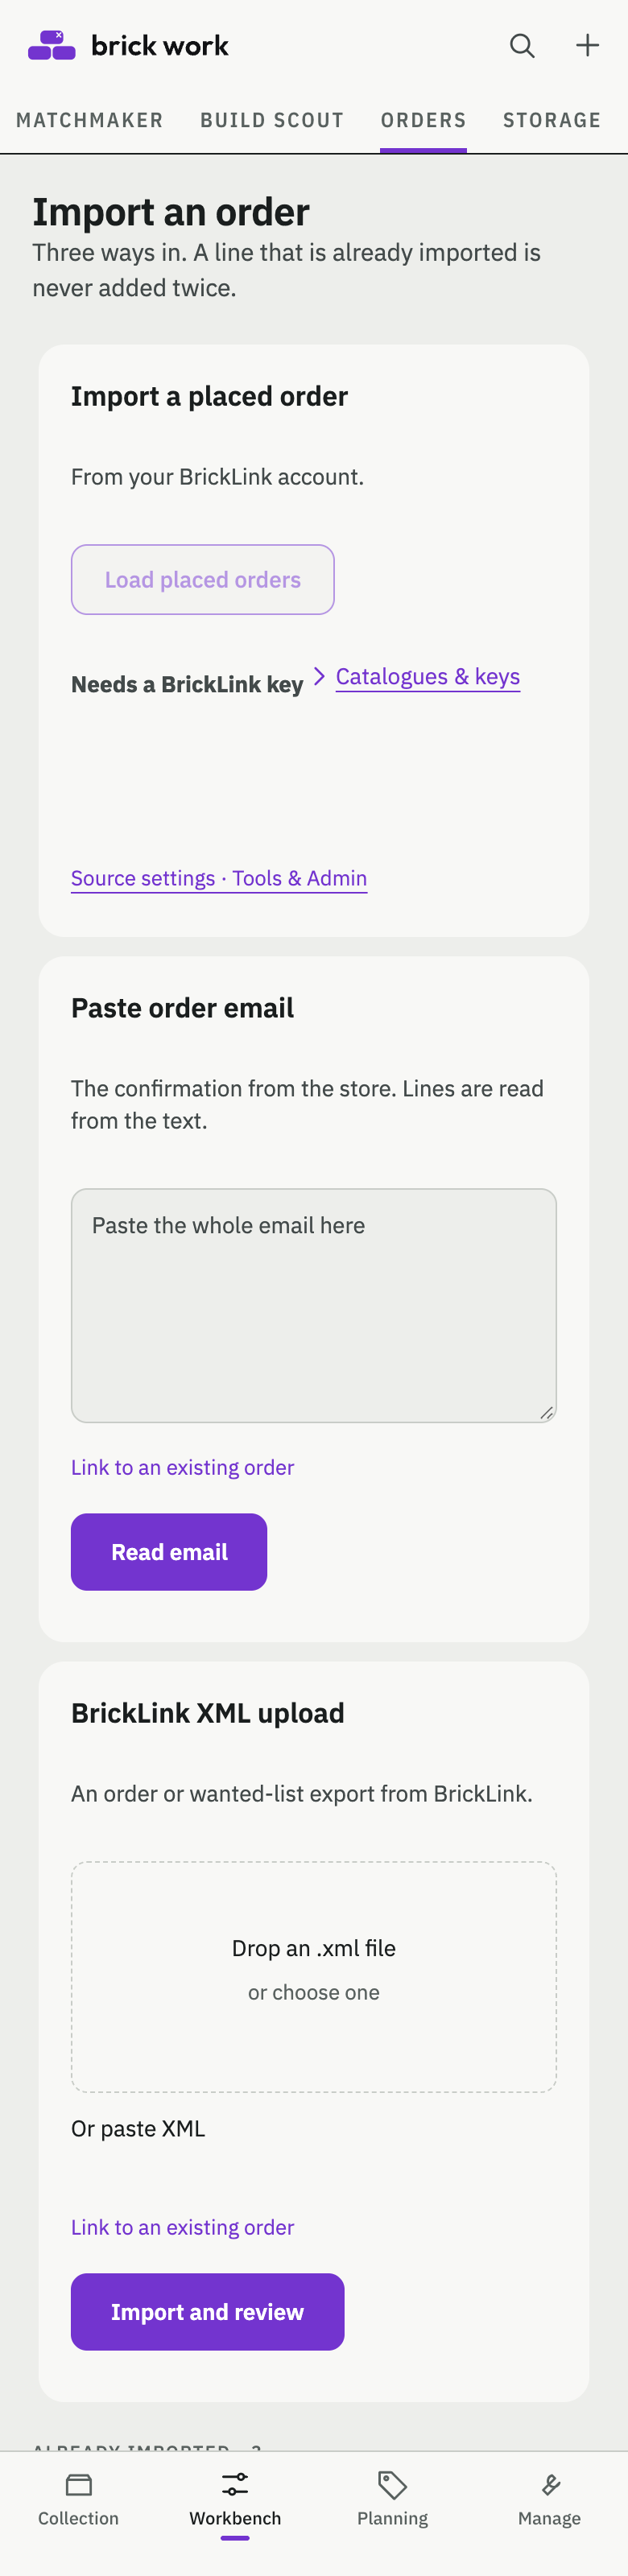 brick work
MATCHMAKER BUILD SCOUT ORDERS STORAGE
Import an order
Three ways in. A line that is already imported is
never added twice.
Import a placed order
From your BrickLink account.
Load placed orders
Needs a BrickLink key > Catalogues & keys
Source settings · Tools & Admin
Paste order email
The confirmation from the store. Lines are read
from the text.
Paste the whole email here
Link to an existing order
Read email
BrickLink XML upload
An order or wanted-list export from BrickLink.
Drop an .xml file
or choose one
Or paste XML
Link to an existing order
Import and review
ALREADY IMPORTED
Collection Workbench Planning Manage